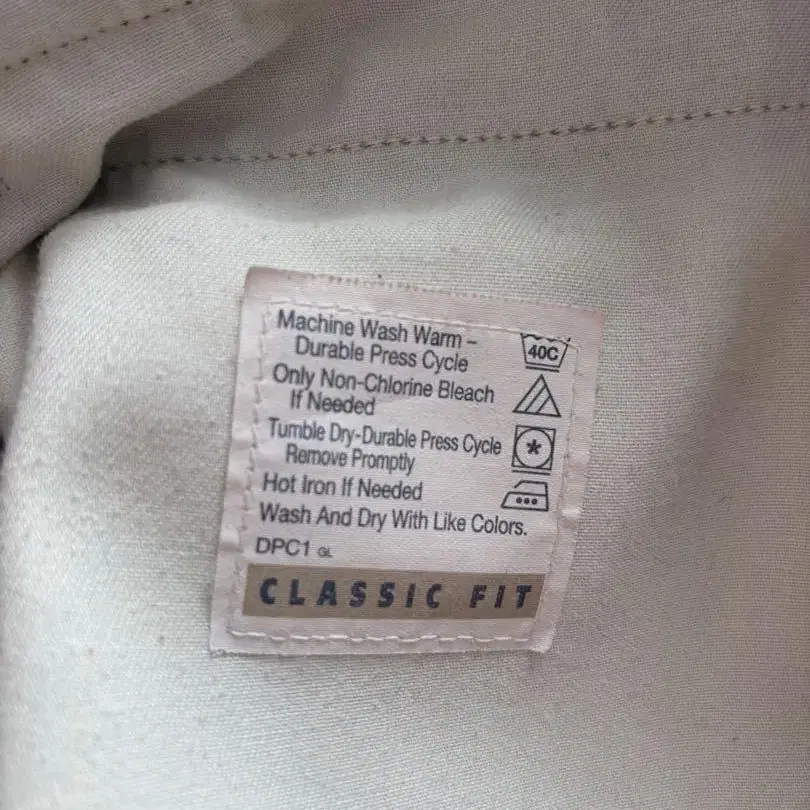 Machine Wash Warm –
Durable Press Cycle
40C
Only Non-Chlorine Bleach
If Needed
Tumble Dry-Durable Press Cycle
Remove Promptly
Hot Iron If Needed
Wash And Dry With Like Colors.
DPC1 GL
CLASSIC FIT